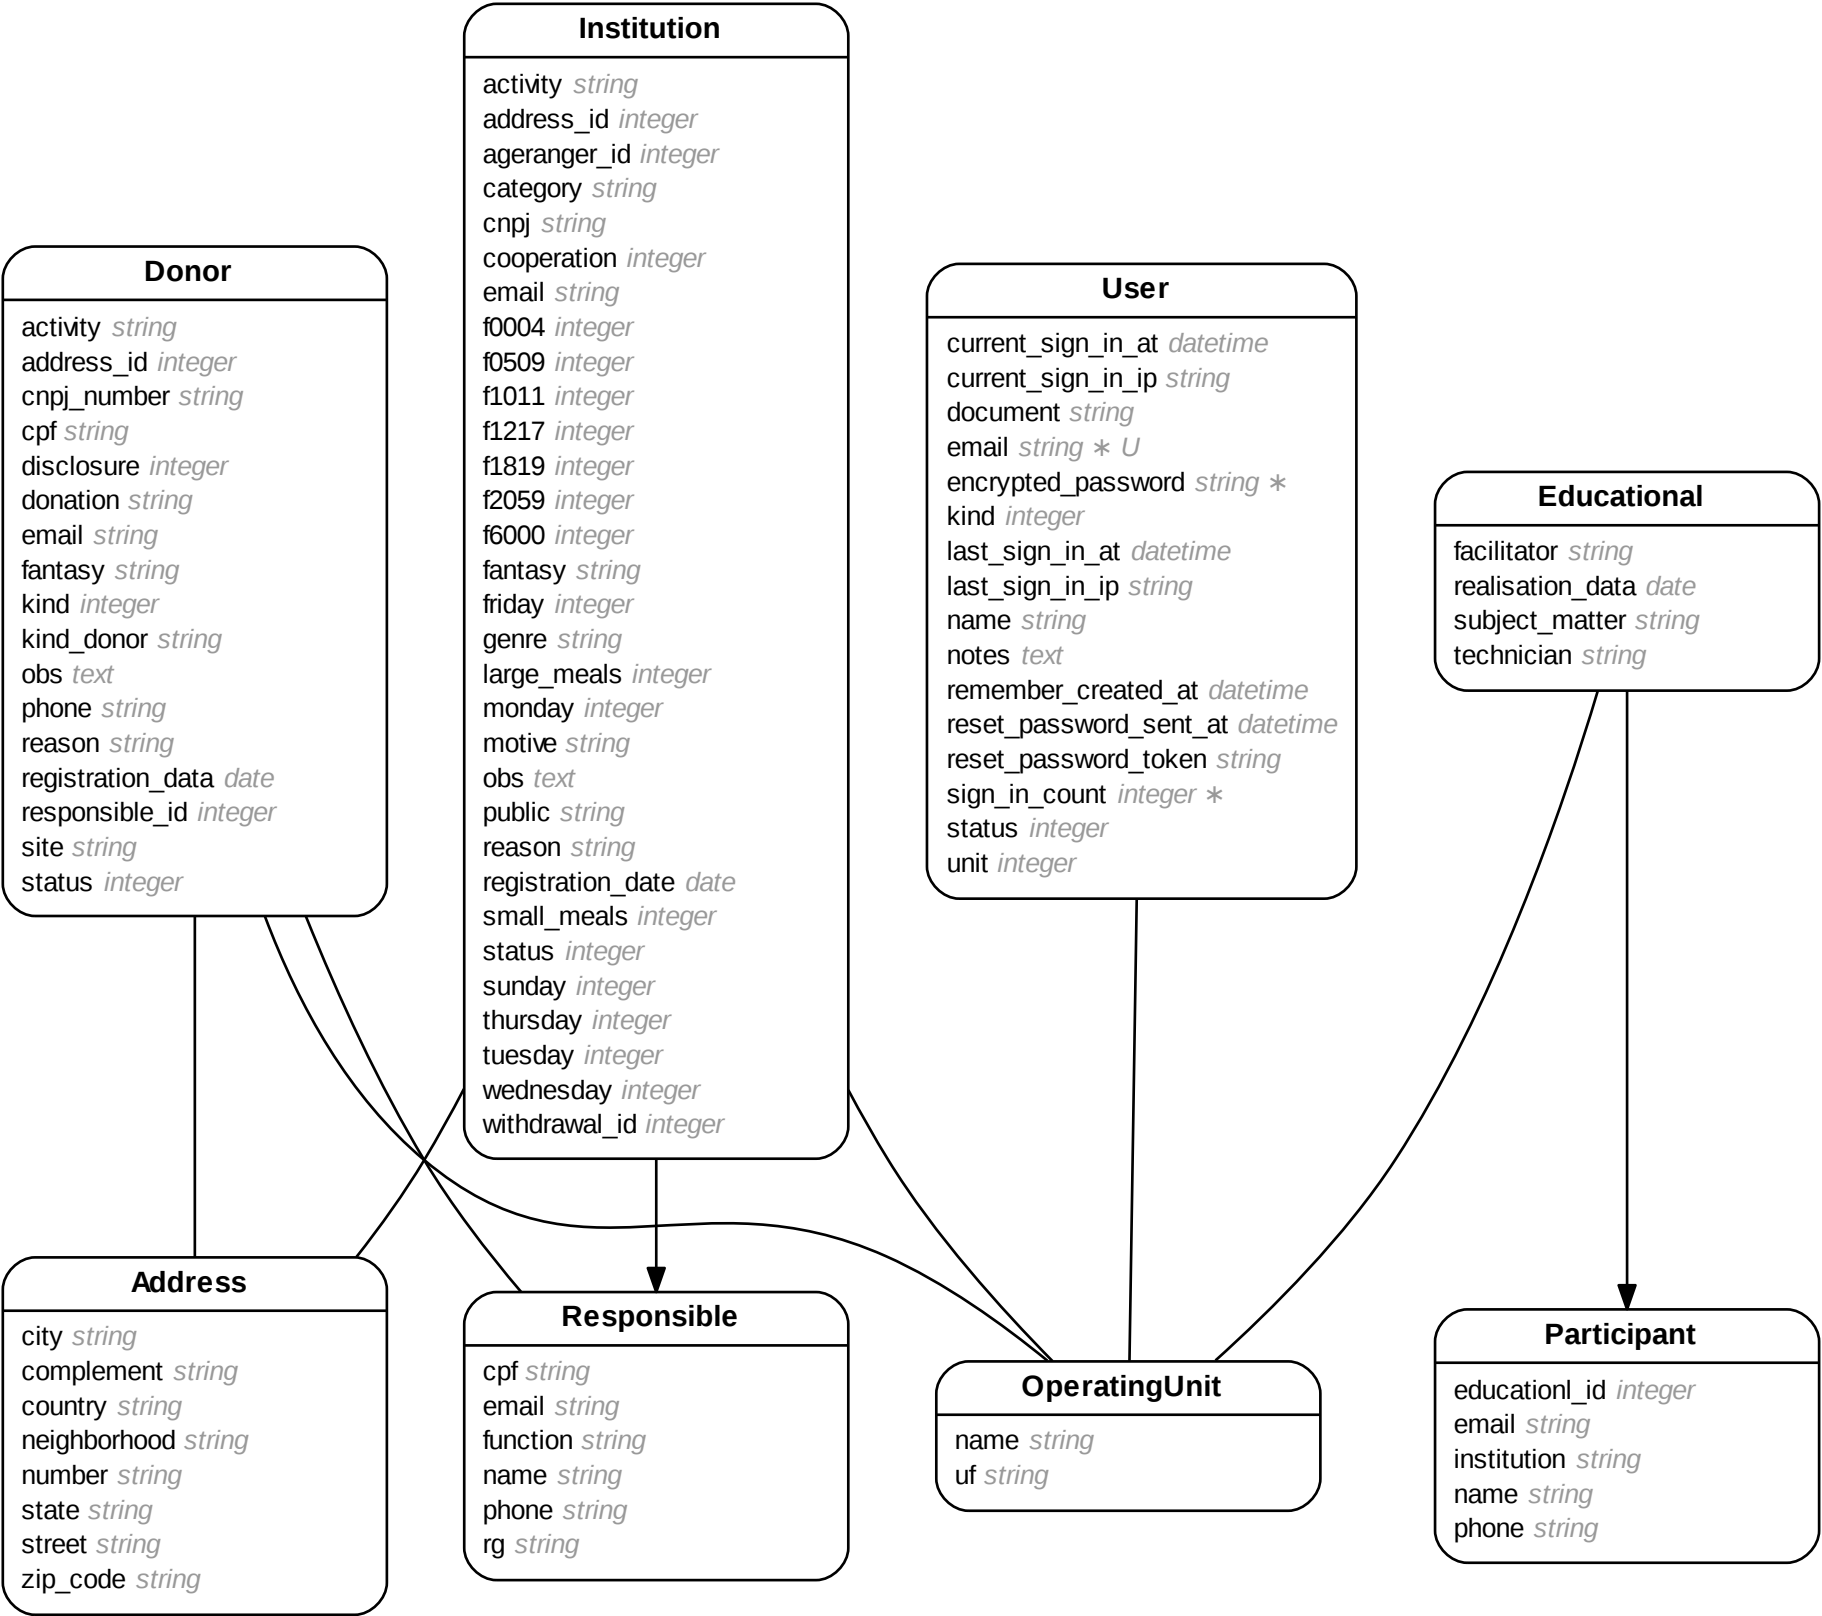 Institution
activity string
address_id integer
ageranger_id integer
category string
cnpj string
cooperation integer
email string
f0004 integer
f0509 integer
f1011 integer
f1217 integer
f1819 integer
f2059 integer
f6000 integer
fantasy string
friday integer
genre string
large_meals integer
monday integer
motive string
obs text
public string
reason string
registration_date date
small_meals integer
status integer
sunday integer
thursday integer
tuesday integer
wednesday integer
withdrawal_id integer
Donor
activity string
address_id integer
cnpj_number string
cpf string
disclosure integer
donation string
email string
fantasy string
kind integer
kind_donor string
obs text
phone string
reason string
registration_data date
responsible_id integer
site string
status integer
User
current_sign_in_at datetime
current_sign_in_ip string
document string
email string ∗ U
encrypted_password string ∗
kind integer
last_sign_in_at datetime
last_sign_in_ip string
name string
notes text
remember_created_at datetime
reset_password_sent_at datetime
reset_password_token string
sign_in_count integer ∗
status integer
unit integer
Educational
facilitator string
realisation_data date
subject_matter string
technician string
Address
city string
complement string
country string
neighborhood string
number string
state string
street string
zip_code string
Responsible
cpf string
email string
function string
name string
phone string
rg string
OperatingUnit
name string
uf string
Participant
educationl_id integer
email string
institution string
name string
phone string